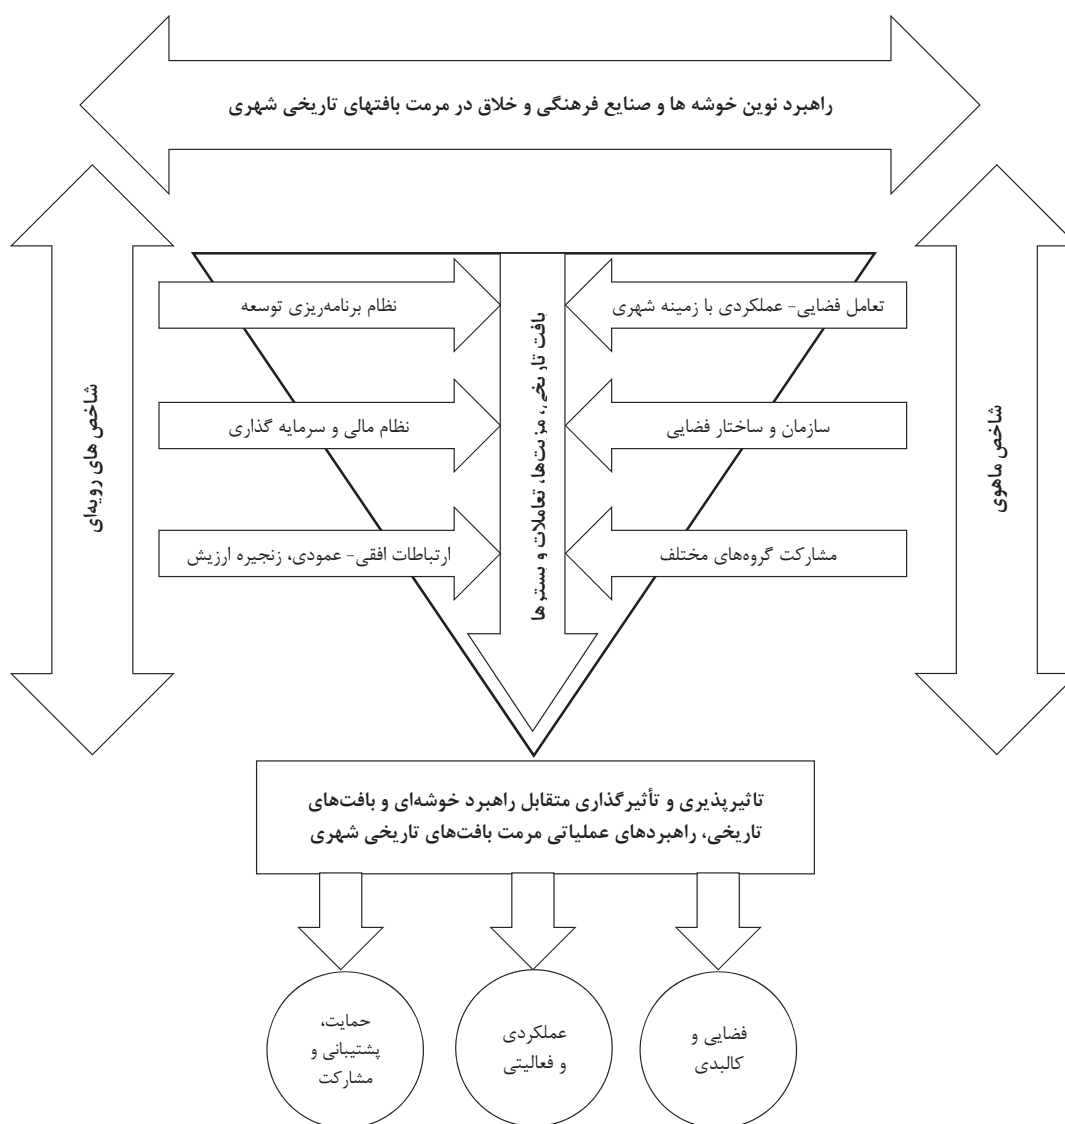 راهبرد نوین خوشه ها و صنایع فرهنگی و خلاق در مرمت بافتهای تاریخی شهری
شاخص ماهوی
تعامل فضایی- عملکردی با زمینه شهری
سازمان و ساختار فضایی
مشارکت گروه‌های مختلف
بافت تاریخی، مزیت‌ها، تعاملات و بسترها
نظام برنامه‌ریزی توسعه
نظام مالی و سرمایه گذاری
ارتباطات افقی- عمودی، زنجیره ارزیش
شاخص های رویه‌ای
تاثیرپذیری و تأثیرگذاری متقابل راهبرد خوشه‌ای و بافت‌های
تاریخی، راهبردهای عملیاتی مرمت بافت‌های تاریخی شهری
فضایی و
کالبدی
عملکردی
و فعالیتی
حمایت،
پشتیبانی و
مشارکت